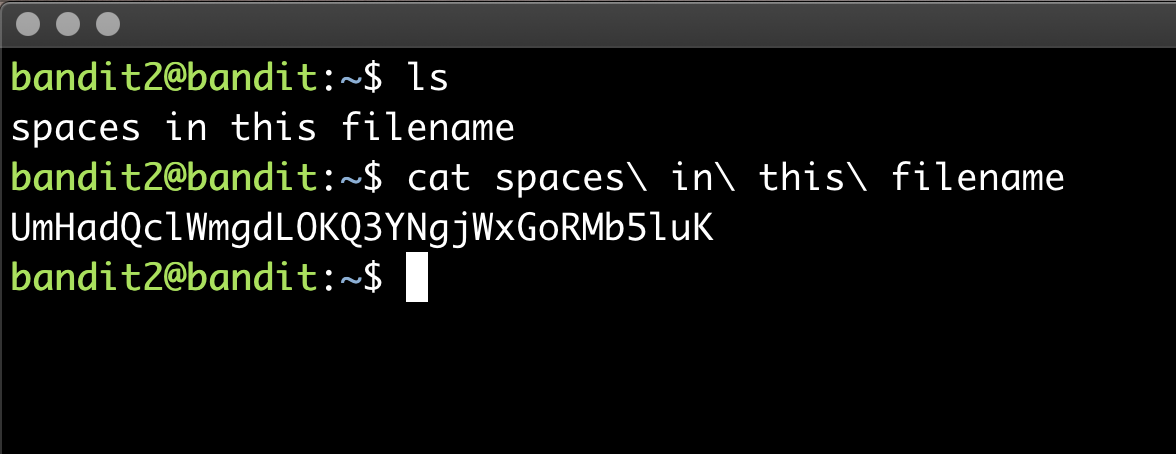 bandit2@bandit:~$ ls
spaces in this filename
bandit2@bandit:~$ cat spaces\ in\ this\ filename
UmHadQclWmgdLOKQ3YNgjWxGoRMb5luK
bandit2@bandit:~$